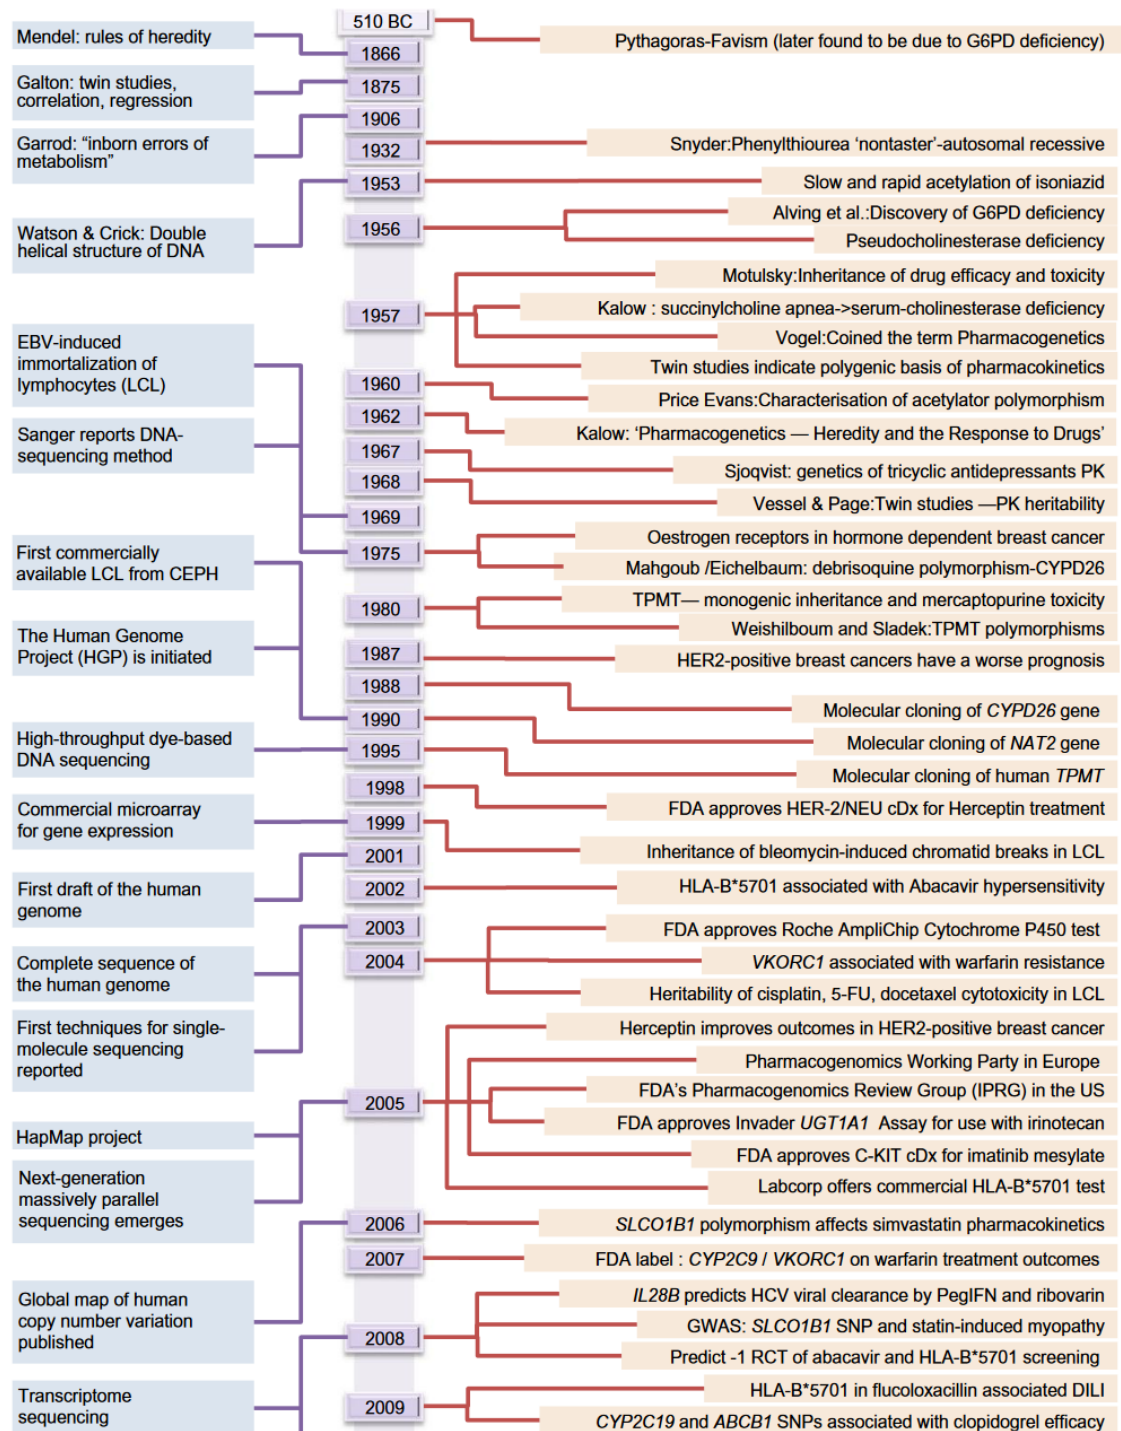 510 BC
Mendel: rules of heredity
Pythagoras-Favism (later found to be due to G6PD deficiency)
1866
Galton: twin studies,
correlation, regression
1875
1906
Garrod: “inborn errors of
metabolism”
1932
Snyder:Phenylthiourea ‘nontaster’-autosomal recessive
1953
Slow and rapid acetylation of isoniazid
Watson & Crick: Double
helical structure of DNA
1956
Alving et al.:Discovery of G6PD deficiency
Pseudocholinesterase deficiency
1957
Motulsky:Inheritance of drug efficacy and toxicity
Kalow : succinylcholine apnea->serum-cholinesterase deficiency
Vogel:Coined the term Pharmacogenetics
Twin studies indicate polygenic basis of pharmacokinetics
EBV-induced
immortalization of
lymphocytes (LCL)
1960
Price Evans:Characterisation of acetylator polymorphism
1962
Kalow: ‘Pharmacogenetics — Heredity and the Response to Drugs’
Sanger reports DNA-
sequencing method
1967
Sjoqvist: genetics of tricyclic antidepressants PK
1968
Vessel & Page:Twin studies —PK heritability
1969
First commercially
available LCL from CEPH
1975
Oestrogen receptors in hormone dependent breast cancer
Mahgoub /Eichelbaum: debrisoquine polymorphism-CYPD26
1980
TPMT— monogenic inheritance and mercaptopurine toxicity
Weishilboum and Sladek:TPMT polymorphisms
The Human Genome
Project (HGP) is initiated
1987
HER2-positive breast cancers have a worse prognosis
1988
Molecular cloning of CYPD26 gene
1990
Molecular cloning of NAT2 gene
High-throughput dye-based
DNA sequencing
1995
Molecular cloning of human TPMT
1998
FDA approves HER-2/NEU cDx for Herceptin treatment
Commercial microarray
for gene expression
1999
Inheritance of bleomycin-induced chromatid breaks in LCL
2001
First draft of the human
genome
2002
HLA-B*5701 associated with Abacavir hypersensitivity
2003
2004
FDA approves Roche AmpliChip Cytochrome P450 test
VKORC1 associated with warfarin resistance
Heritability of cisplatin, 5-FU, docetaxel cytotoxicity in LCL
Complete sequence of
the human genome
First techniques for single-
molecule sequencing
reported
2005
Herceptin improves outcomes in HER2-positive breast cancer
Pharmacogenomics Working Party in Europe
FDA’s Pharmacogenomics Review Group (IPRG) in the US
FDA approves Invader UGT1A1 Assay for use with irinotecan
FDA approves C-KIT cDx for imatinib mesylate
Labcorp offers commercial HLA-B*5701 test
HapMap project
Next-generation
massively parallel
sequencing emerges
2006
SLCO1B1 polymorphism affects simvastatin pharmacokinetics
2007
FDA label : CYP2C9 / VKORC1 on warfarin treatment outcomes
Global map of human
copy number variation
published
2008
IL28B predicts HCV viral clearance by PegIFN and ribovarin
GWAS: SLCO1B1 SNP and statin-induced myopathy
Predict -1 RCT of abacavir and HLA-B*5701 screening
Transcriptome
sequencing
2009
HLA-B*5701 in flucoloxacillin associated DILI
CYP2C19 and ABCB1 SNPs associated with clopidogrel efficacy